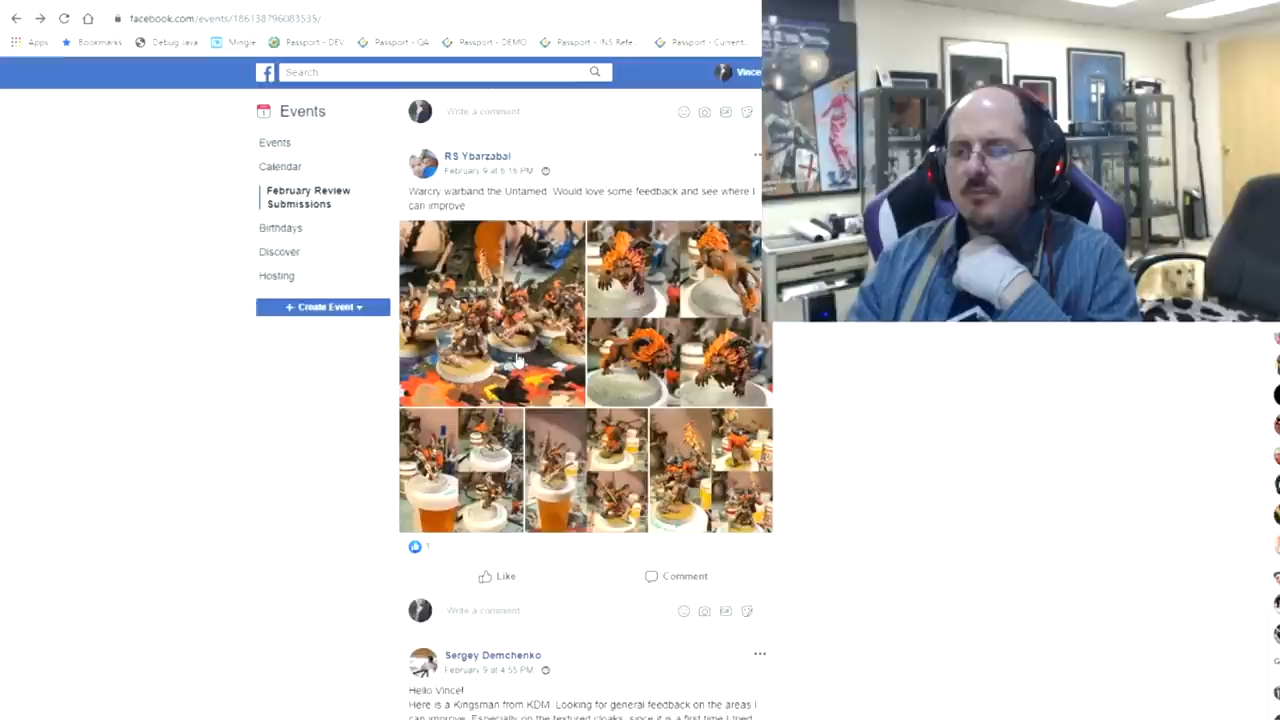 facebook.com/events/186138796083535/
Apps Bookmarks Debug Java Mingle Passport - DEV Passport - QA Passport - DEMO Passport - INS Refe... Passport - Current...
Search
Vince
Events
Write a comment
Events
Calendar
February Review
Submissions
Birthdays
Discover
Hosting
+ Create Event
RS Ybarzabal
February 9 at 6:16 PM
Warcry warband the Untamed. Would love some feedback and see where I
can improve
1
Like Comment
Write a comment
Sergey Demchenko
February 9 at 4:55 PM
Hello Vince!
Here is a Kingsman from KDM. Looking for general feedback on the areas I
can improve. Especially on the textured cloaks, since it is a first time I tried